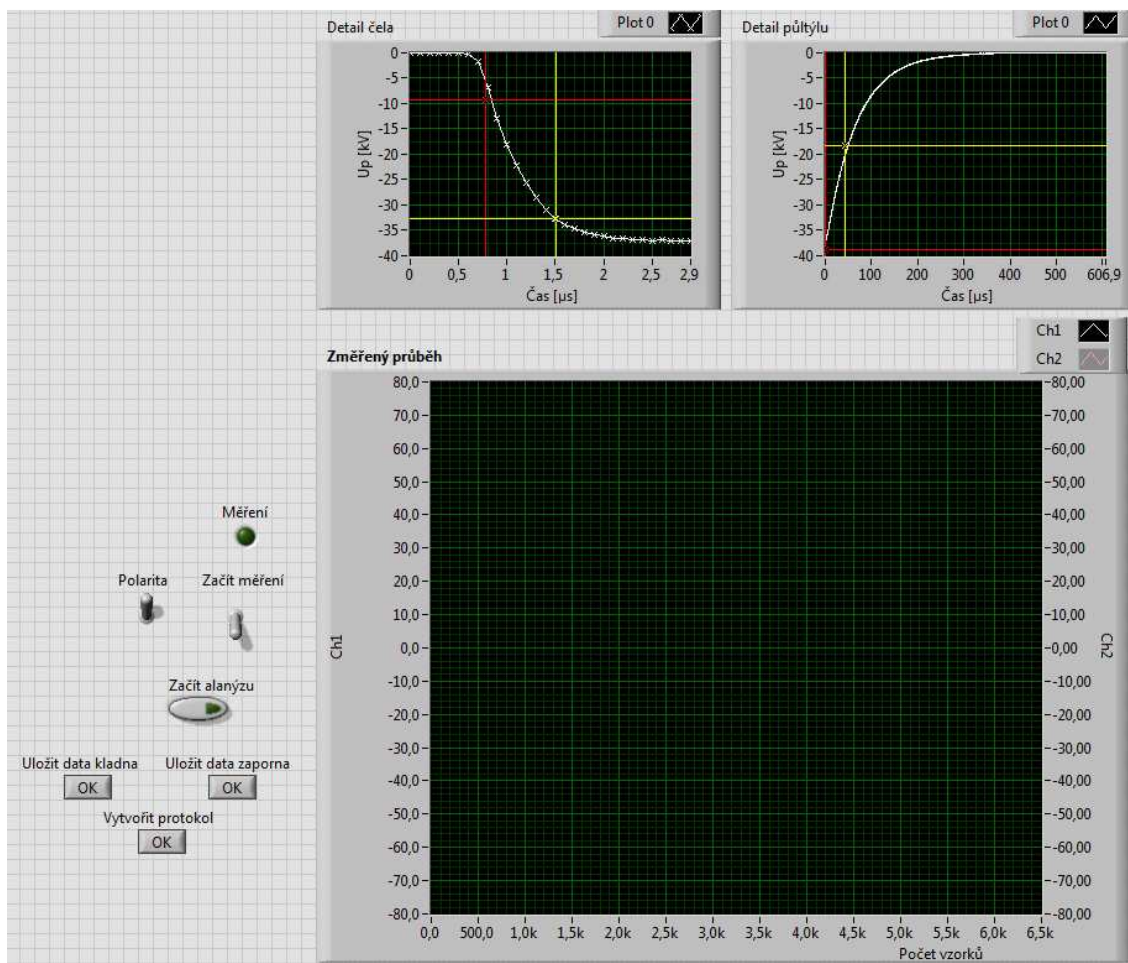 Detail čela
Plot 0
0
-5
-10
-15
-20
-25
-30
-35
-40
Up [kV]
0 0,5 1 1,5 2 2,5 2,9
Čas [µs]
Detail půltýlu
Plot 0
0
-5
-10
-15
-20
-25
-30
-35
-40
Up [kV]
0 100 200 300 400 500 606,9
Čas [µs]
Ch1
Ch2
Změřený průběh
80,0
70,0
60,0
50,0
40,0
30,0
20,0
10,0
0,0
-10,0
-20,0
-30,0
-40,0
-50,0
-60,0
-70,0
-80,0
Ch1
-80,00
-70,00
-60,00
-50,00
-40,00
-30,00
-20,00
-10,00
-0,00
-10,00
-20,00
-30,00
-40,00
-50,00
-60,00
-70,00
-80,00
Ch2
0,0 500,0 1,0k 1,5k 2,0k 2,5k 3,0k 3,5k 4,0k 4,5k 5,0k 5,5k 6,0k 6,5k
Počet vzorků
Měření
Polarita Začít měření
Začít alanýzu
Uložit data kladna Uložit data zaporna
OK OK
Vytvořit protokol
OK